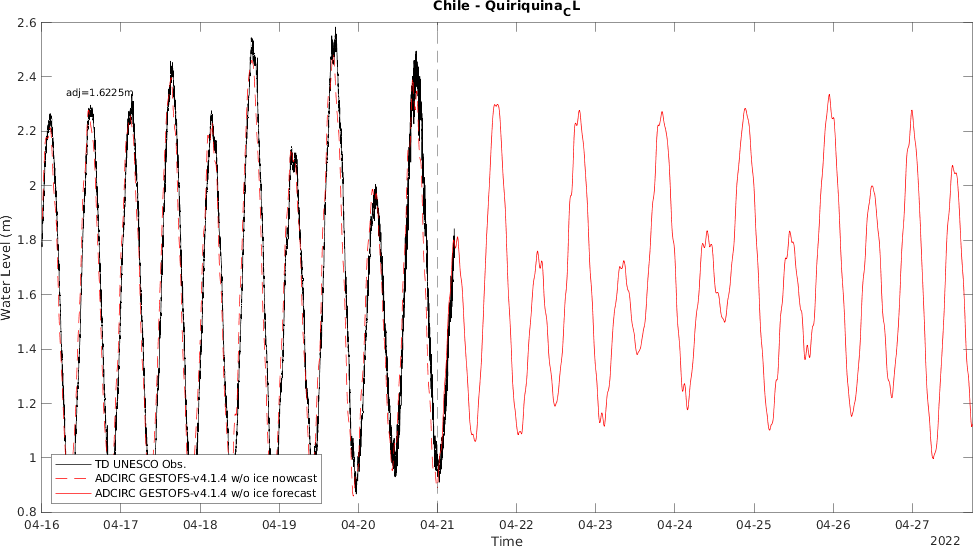 Chile - Quiriquina_CL
2.6
2.4
adj=1.6225m
2.2
2
1.8
Water Level (m)
1.6
1.4
1.2
1
TD UNESCO Obs.
ADCIRC GESTOFS-v4.1.4 w/o ice nowcast
ADCIRC GESTOFS-v4.1.4 w/o ice forecast
0.8
04-16 04-17 04-18 04-19 04-20 04-21 04-22 04-23 04-24 04-25 04-26 04-27
Time
2022